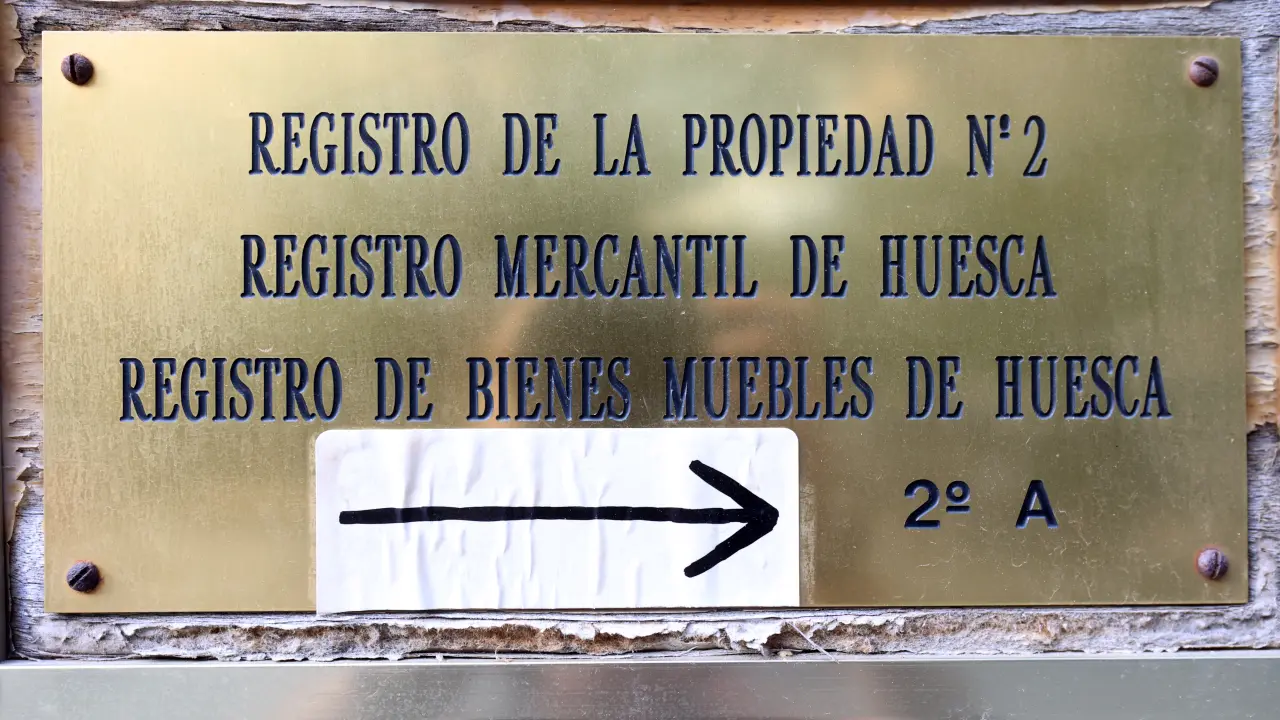 REGISTRO DE LA PROPIEDAD Nº 2
REGISTRO MERCANTIL DE HUESCA
REGISTRO DE BIENES MUEBLES DE HUESCA
2º A